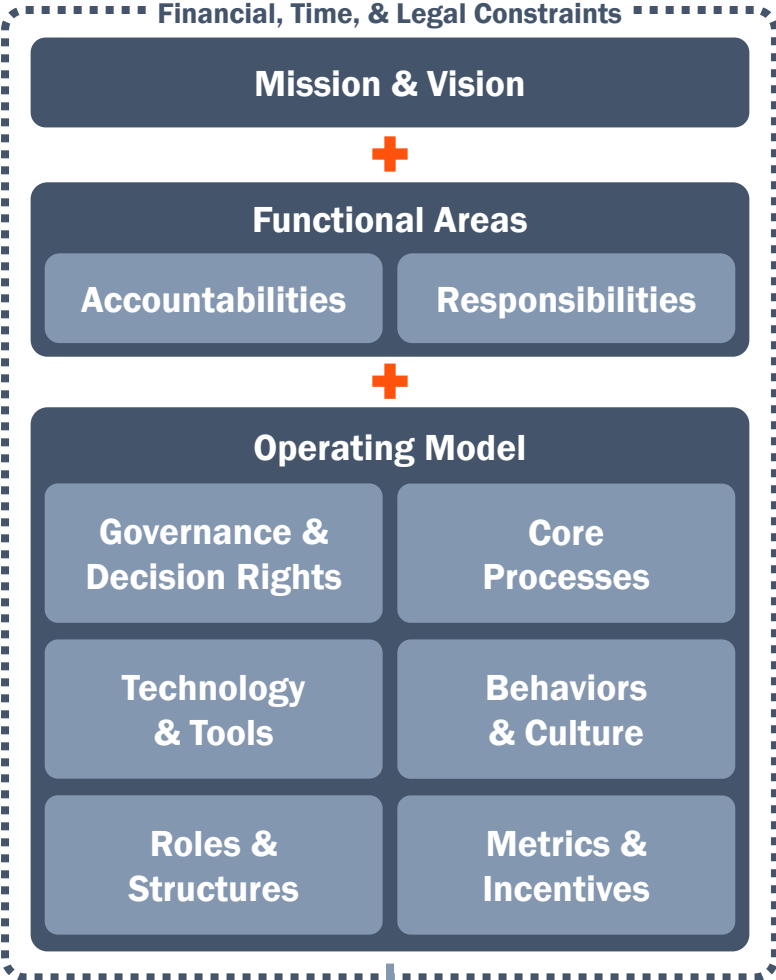 Financial, Time, & Legal Constraints
Mission & Vision
Functional Areas
Accountabilities
Responsibilities
Operating Model
Governance &
Decision Rights
Core
Processes
Technology
& Tools
Behaviors
& Culture
Roles &
Structures
Metrics &
Incentives